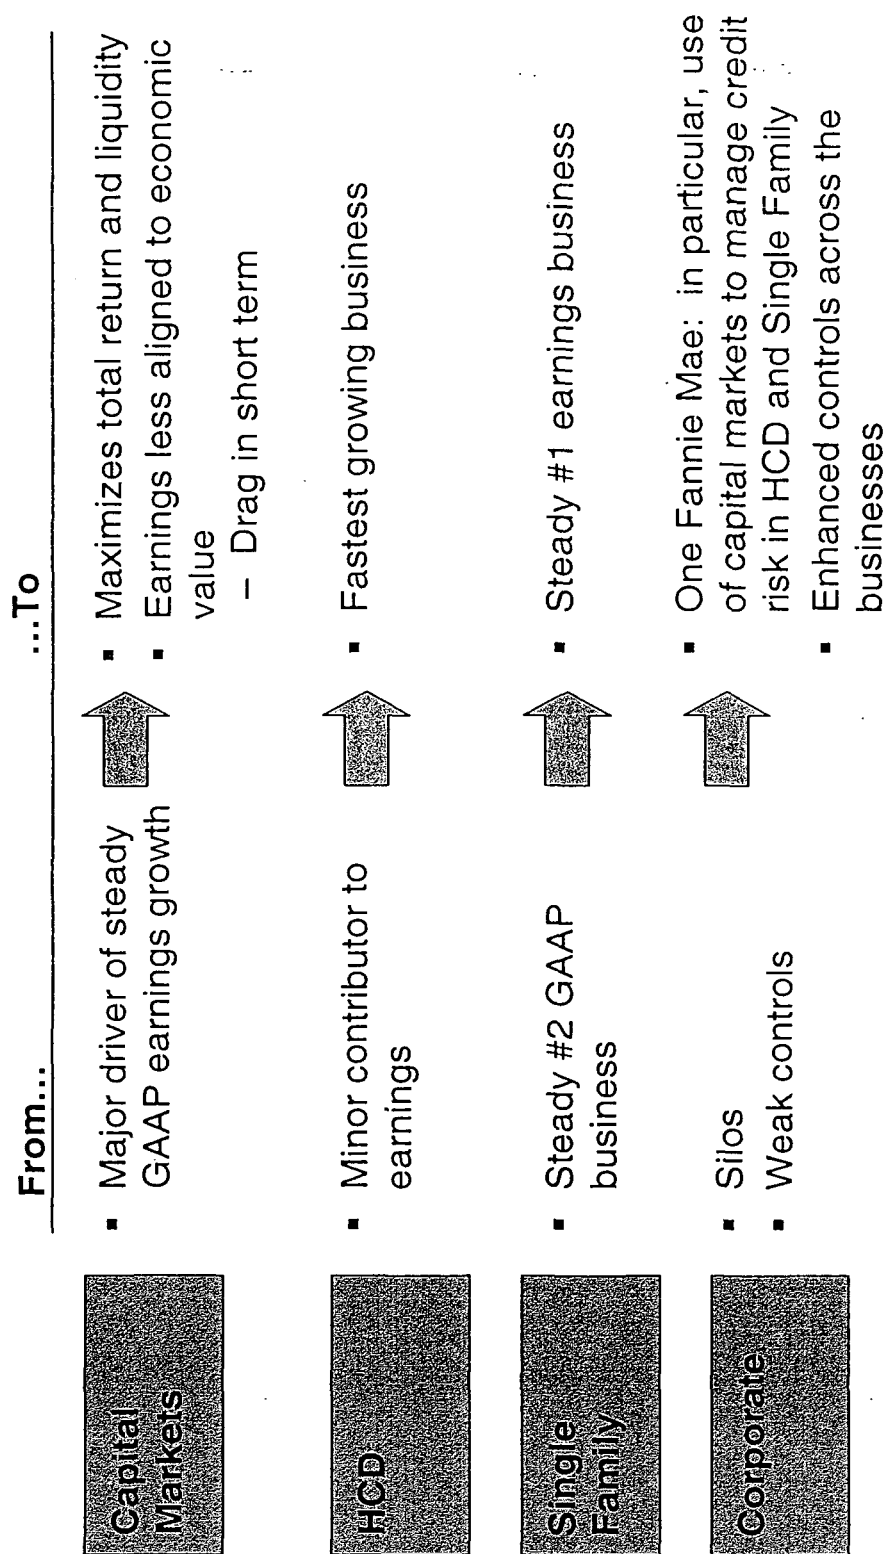 From...
...To
Capital
Markets
▪ Major driver of steady
GAAP earnings growth
▪ Maximizes total return and liquidity
▪ Earnings less aligned to economic
value
– Drag in short term
HCD
▪ Minor contributor to
earnings
▪ Fastest growing business
Single
Family
▪ Steady #2 GAAP
business
▪ Steady #1 earnings business
Corporate
▪ Silos
▪ Weak controls
▪ One Fannie Mae: in particular, use
of capital markets to manage credit
risk in HCD and Single Family
▪ Enhanced controls across the
businesses